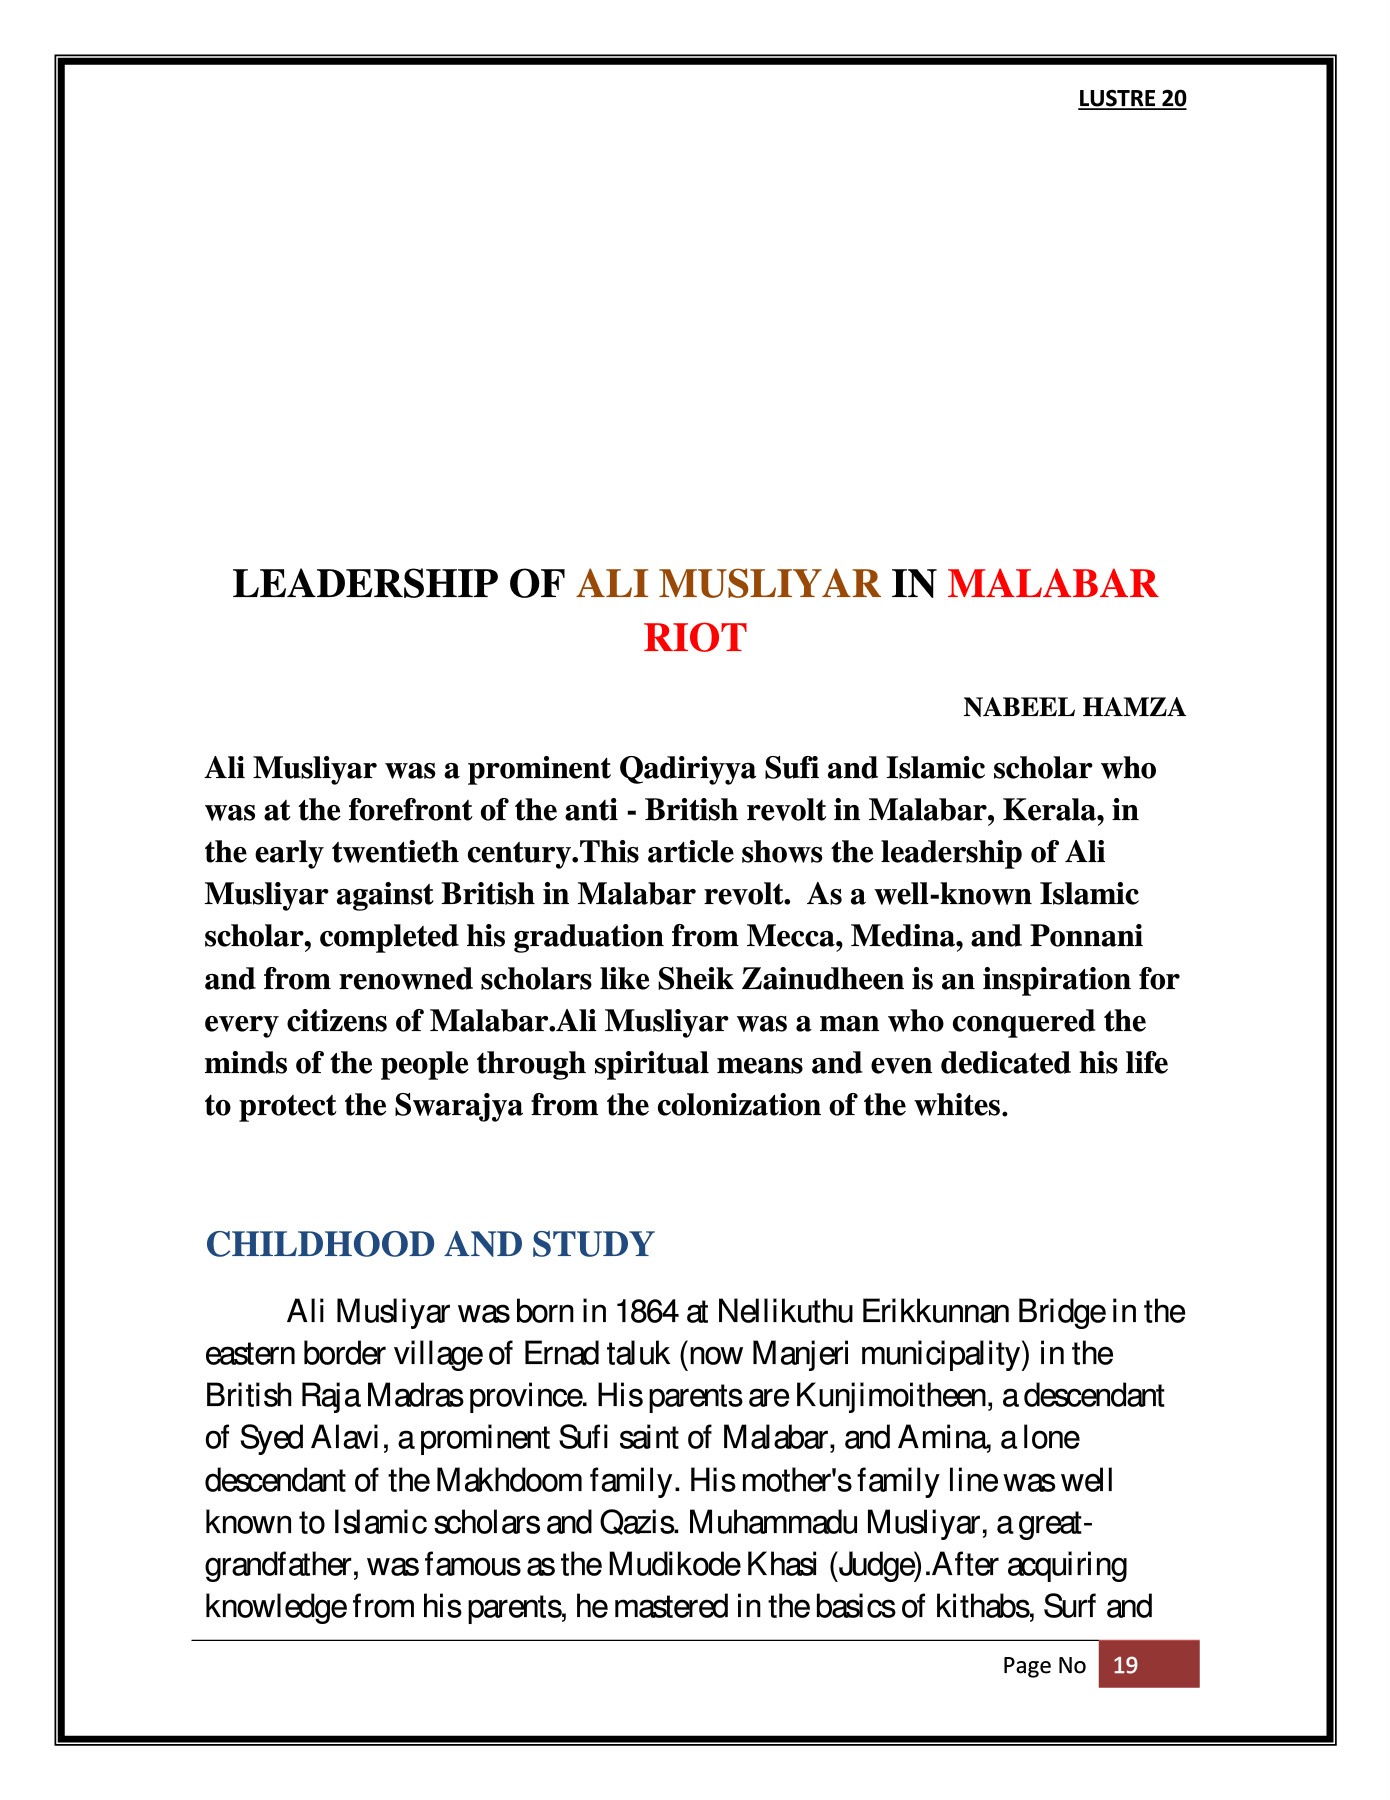 LUSTRE 20
LEADERSHIP OF ALI MUSLIYAR IN MALABAR
RIOT
NABEEL HAMZA
Ali Musliyar was a prominent Qadiriyya Sufi and Islamic scholar who
was at the forefront of the anti - British revolt in Malabar, Kerala, in
the early twentieth century.This article shows the leadership of Ali
Musliyar against British in Malabar revolt.  As a well-known Islamic
scholar, completed his graduation from Mecca, Medina, and Ponnani
and from renowned scholars like Sheik Zainudheen is an inspiration for
every citizens of Malabar.Ali Musliyar was a man who conquered the
minds of the people through spiritual means and even dedicated his life
to protect the Swarajya from the colonization of the whites.
CHILDHOOD AND STUDY
Ali Musliyar was born in 1864 at Nellikuthu Erikkunnan Bridge in the
eastern border village of Ernad taluk (now Manjeri municipality) in the
British Raja Madras province. His parents are Kunjimoitheen, a descendant
of Syed Alavi, a prominent Sufi saint of Malabar, and Amina, a lone
descendant of the Makhdoom family. His mother's family line was well
known to Islamic scholars and Qazis. Muhammadu Musliyar, a great-
grandfather, was famous as the Mudikode Khasi (Judge).After acquiring
knowledge from his parents, he mastered in the basics of kithabs, Surf and
Page No 19